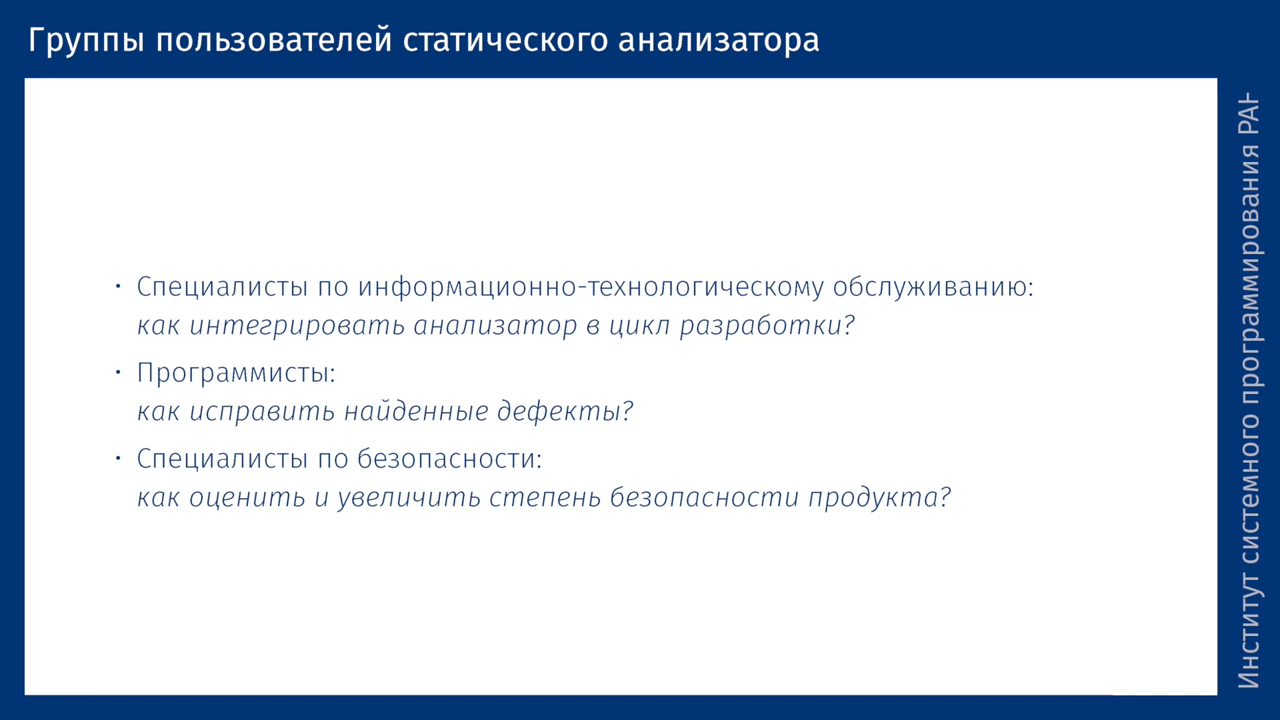 Группы пользователей статического анализатора
· Специалисты по информационно-технологическому обслуживанию:
как интегрировать анализатор в цикл разработки?
· Программисты:
как исправить найденные дефекты?
· Специалисты по безопасности:
как оценить и увеличить степень безопасности продукта?
Институт системного программирования РАН